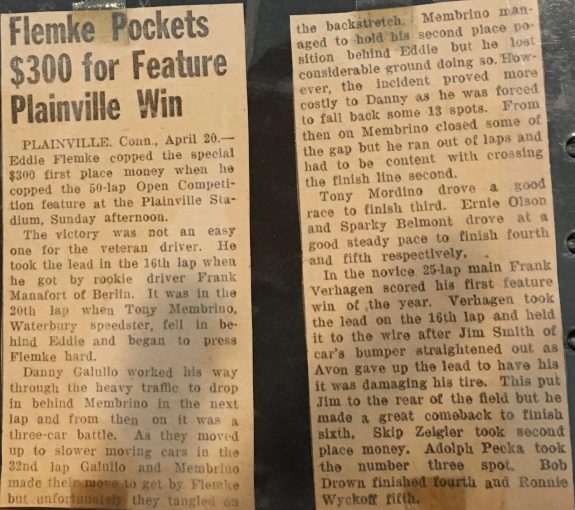 Flemke Pockets
$300 for Feature
Plainville Win
PLAINVILLE, Conn., April 20.—
Eddie Flemke copped the special
$300 first place money when he
copped the 50-lap Open Competi-
tion feature at the Plainville Sta-
dium, Sunday afternoon.
The victory was not an easy
one for the veteran driver. He
took the lead in the 16th lap when
he got by rookie driver Frank
Manafort of Berlin. It was in the
20th lap when Tony Membrino,
Waterbury speedster, fell in be-
hind Eddie and began to press
Flemke hard.
Danny Galullo worked his way
through the heavy traffic to drop
in behind Membrino in the next
lap and from then on it was a
three-car battle. As they moved
up to slower moving cars in the
32nd lap Galullo and Membrino
made their move to get by Flemke
but unfortunately they tangled on
the backstretch. Membrino man-
aged to hold his second place po-
sition behind Eddie but he lost
considerable ground doing so. How-
ever, the incident proved more
costly to Danny as he was forced
to fall back some 13 spots. From
then on Membrino closed some of
the gap but he ran out of laps and
had to be content with crossing
the finish line second.
Tony Mordino drove a good
race to finish third. Ernie Olson
and Sparky Belmont drove at a
good steady pace to finish fourth
and fifth respectively.
In the novice 25-lap main Frank
Verhagen scored his first feature
win of the year. Verhagen took
the lead on the 16th lap and held
it to the wire after Jim Smith of
car's bumper straightened out as
Avon gave up the lead to have his
it was damaging his tire. This put
Jim to the rear of the field but he
made a great comeback to finish
sixth, Skip Zeigler took second
place money. Adolph Pecka took
the number three spot. Bob
Drown finished fourth and Ronnie
Wyckoff fifth.